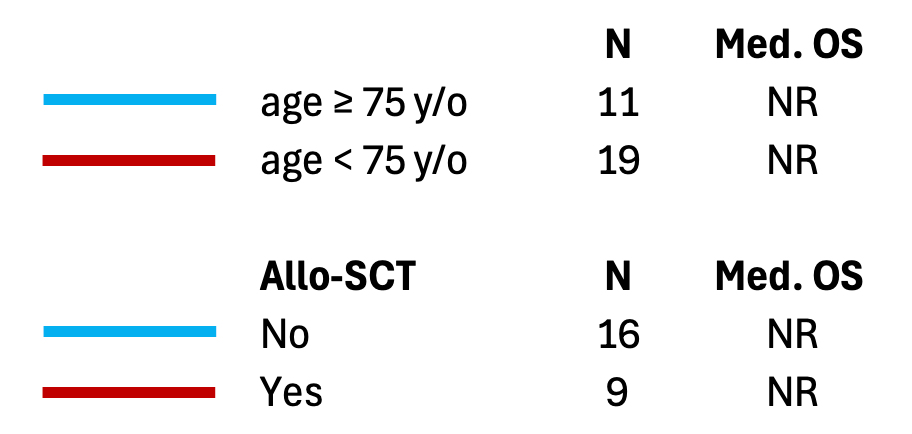 N Med. OS
age ≥ 75 y/o 11 NR
age < 75 y/o 19 NR
Allo-SCT N Med. OS
No 16 NR
Yes 9 NR